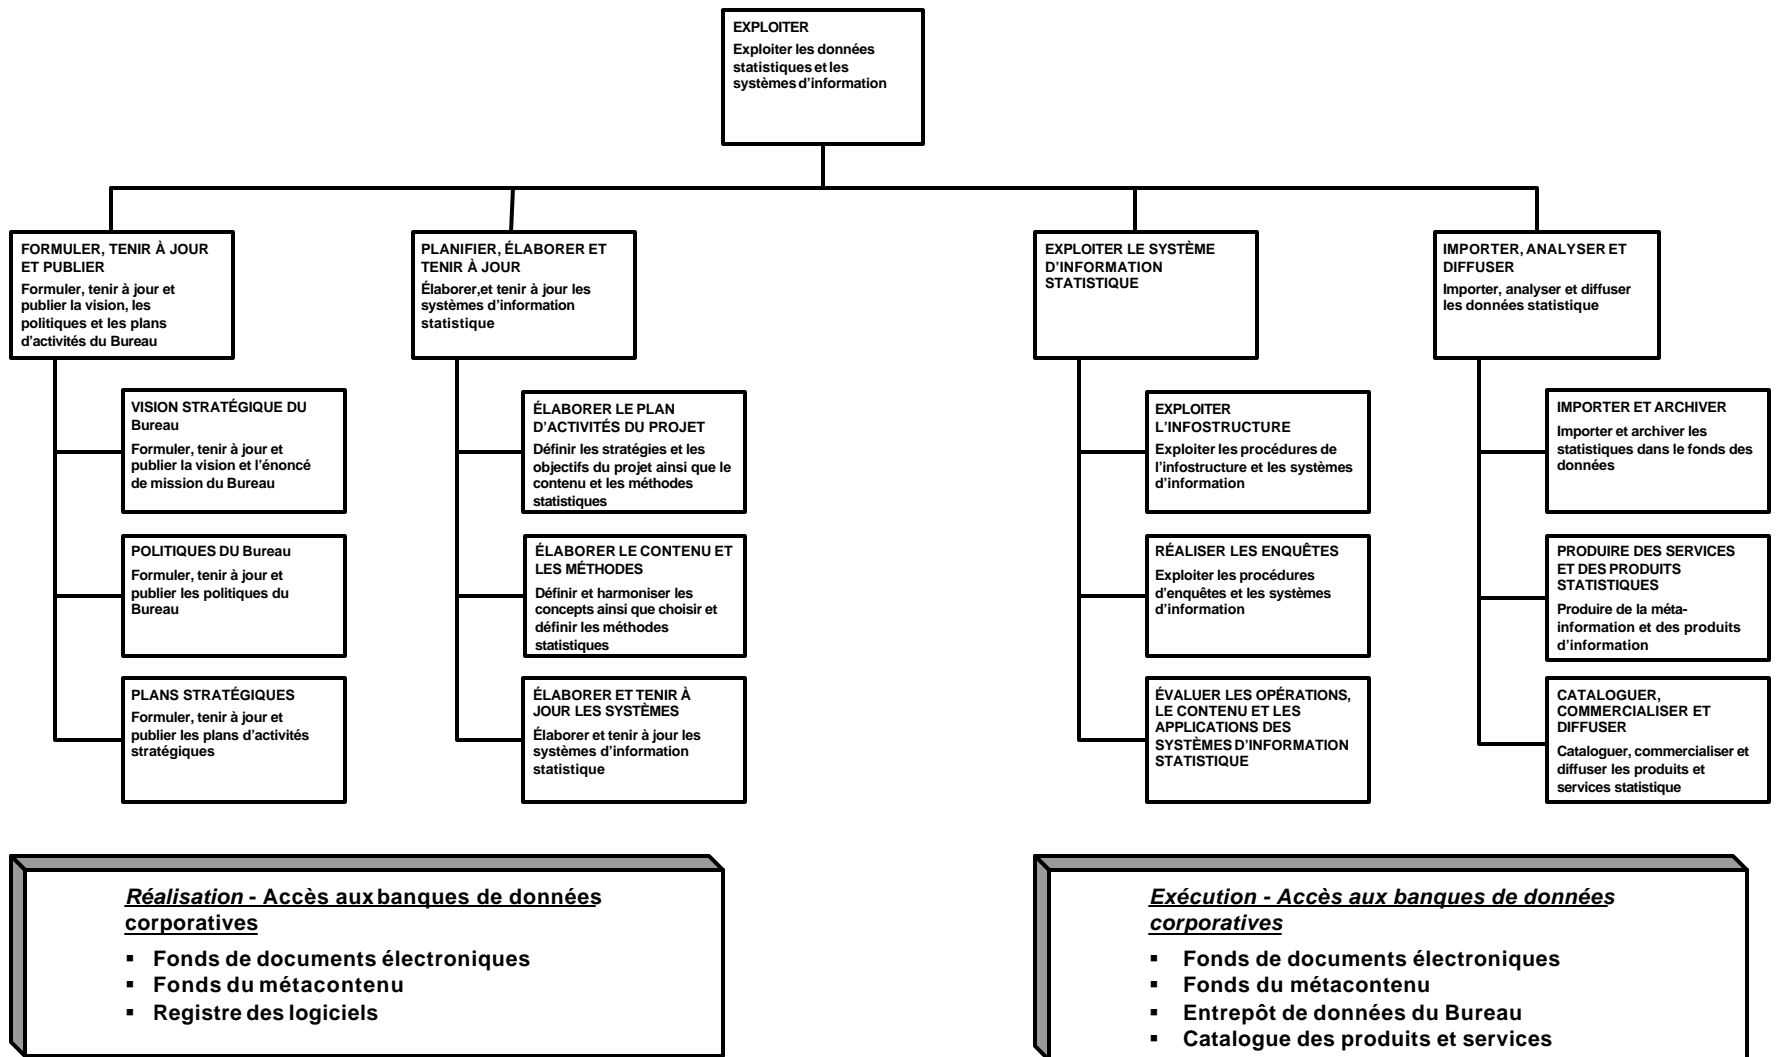 EXPLOITER
Exploiter les données
statistiques et les
systèmes d’information
FORMULER, TENIR À JOUR
ET PUBLIER
Formuler, tenir à jour et
publier la vision, les
politiques et les plans
d’activités du Bureau
PLANIFIER, ÉLABORER ET
TENIR À JOUR
Élaborer,et tenir à jour les
systèmes d’information
statistique
EXPLOITER LE SYSTÈME
D’INFORMATION
STATISTIQUE
IMPORTER, ANALYSER ET
DIFFUSER
Importer, analyser et diffuser
les données statistique
VISION STRATÉGIQUE DU
Bureau
Formuler, tenir à jour et
publier la vision et l’énoncé
de mission du Bureau
POLITIQUES DU Bureau
Formuler, tenir à jour et
publier les politiques du
Bureau
PLANS STRATÉGIQUES
Formuler, tenir à jour et
publier les plans d’activités
stratégiques
ÉLABORER LE PLAN
D’ACTIVITÉS DU PROJET
Définir les stratégies et les
objectifs du projet ainsi que le
contenu et les méthodes
statistiques
ÉLABORER LE CONTENU ET
LES MÉTHODES
Définir et harmoniser les
concepts ainsi que choisir et
définir les méthodes
statistiques
ÉLABORER ET TENIR À
JOUR LES SYSTÈMES
Élaborer et tenir à jour les
systèmes d’information
statistique
EXPLOITER
L’INFOSTRUCTURE
Exploiter les procédures de
l’infostructure et les systèmes
d’information
RÉALISER LES ENQUÊTES
Exploiter les procédures
d’enquêtes et les systèmes
d’information
ÉVALUER LES OPÉRATIONS,
LE CONTENU ET LES
APPLICATIONS DES
SYSTÈMES D’INFORMATION
STATISTIQUE
IMPORTER ET ARCHIVER
Importer et archiver les
statistiques dans le fonds des
données
PRODUIRE DES SERVICES
ET DES PRODUITS
STATISTIQUES
Produire de la méta-
information et des produits
d’information
CATALOGUER,
COMMERCIALISER ET
DIFFUSER
Cataloguer, commercialiser et
diffuser les produits et
services statistique
Réalisation - Accès aux banques de données
corporatives
▪ Fonds de documents électroniques
▪ Fonds du métacontenu
▪ Registre des logiciels
Exécution - Accès aux banques de données
corporatives
▪ Fonds de documents électroniques
▪ Fonds du métacontenu
▪ Entrepôt de données du Bureau
▪ Catalogue des produits et services